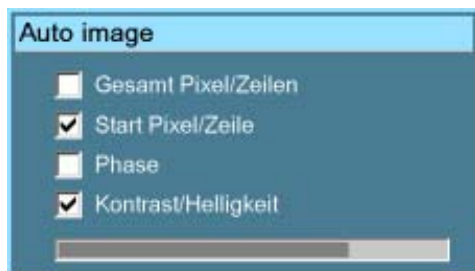 Auto image
Gesamt Pixel/Zeilen
Start Pixel/Zeile
Phase
Kontrast/Helligkeit